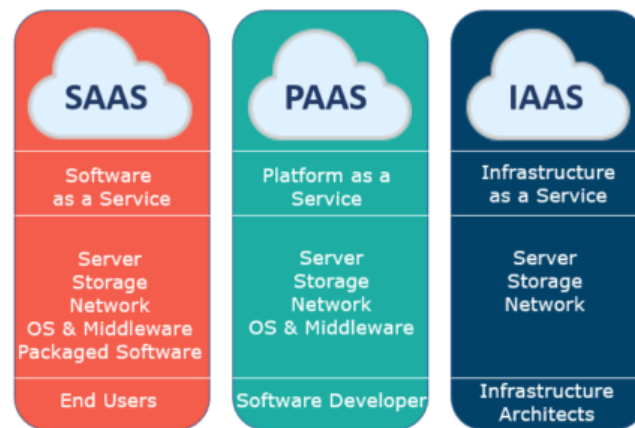 SAAS
Software
as a Service
Server
Storage
Network
OS & Middleware
Packaged Software
End Users
PAAS
Platform as a
Service
Server
Storage
Network
OS & Middleware
Software Developer
IAAS
Infrastructure
as a Service
Server
Storage
Network
Infrastructure
Architects